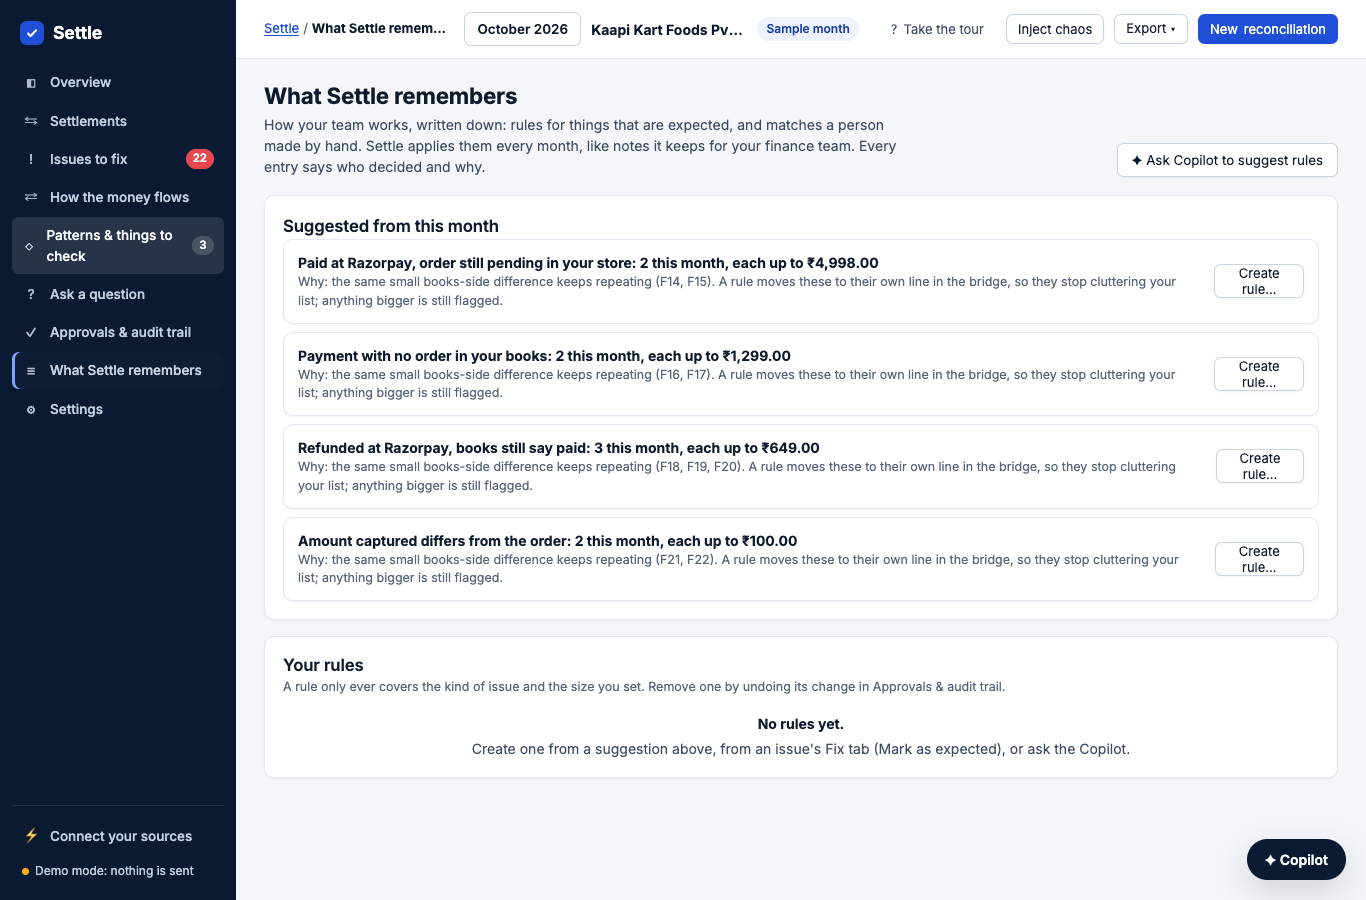 Settle
Overview
Settlements
Issues to fix 22
How the money flows
Patterns & things to
check
3
Ask a question
Approvals & audit trail
What Settle remembers
Settings
Connect your sources
Demo mode: nothing is sent
Settle / What Settle remem...
October 2026
Kaapi Kart Foods Pv...
Sample month
? Take the tour
Inject chaos
Export
New reconciliation
What Settle remembers
How your team works, written down: rules for things that are expected, and matches a person
made by hand. Settle applies them every month, like notes it keeps for your finance team. Every
entry says who decided and why.
Ask Copilot to suggest rules
Suggested from this month
Paid at Razorpay, order still pending in your store: 2 this month, each up to ₹4,998.00
Why: the same small books-side difference keeps repeating (F14, F15). A rule moves these to their own line in the bridge, so they stop cluttering your
list; anything bigger is still flagged.
Create
rule...
Payment with no order in your books: 2 this month, each up to ₹1,299.00
Why: the same small books-side difference keeps repeating (F16, F17). A rule moves these to their own line in the bridge, so they stop cluttering your
list; anything bigger is still flagged.
Create
rule...
Refunded at Razorpay, books still say paid: 3 this month, each up to ₹649.00
Why: the same small books-side difference keeps repeating (F18, F19, F20). A rule moves these to their own line in the bridge, so they stop cluttering
your list; anything bigger is still flagged.
Create
rule...
Amount captured differs from the order: 2 this month, each up to ₹100.00
Why: the same small books-side difference keeps repeating (F21, F22). A rule moves these to their own line in the bridge, so they stop cluttering your
list; anything bigger is still flagged.
Create
rule...
Your rules
A rule only ever covers the kind of issue and the size you set. Remove one by undoing its change in Approvals & audit trail.
No rules yet.
Create one from a suggestion above, from an issue's Fix tab (Mark as expected), or ask the Copilot.
Copilot